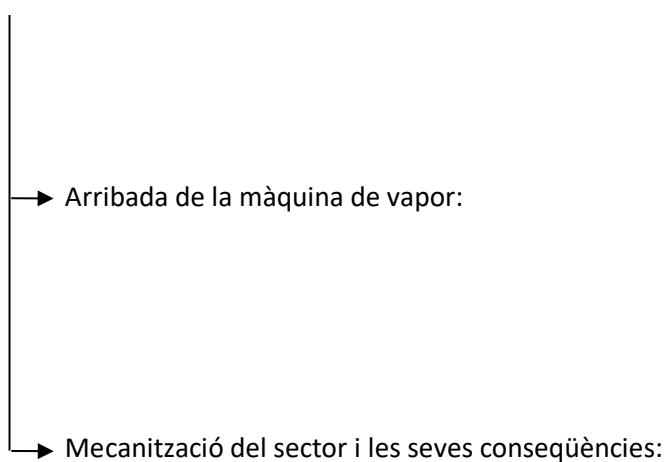 Arribada de la màquina de vapor:
Mecanització del sector i les seves conseqüències: